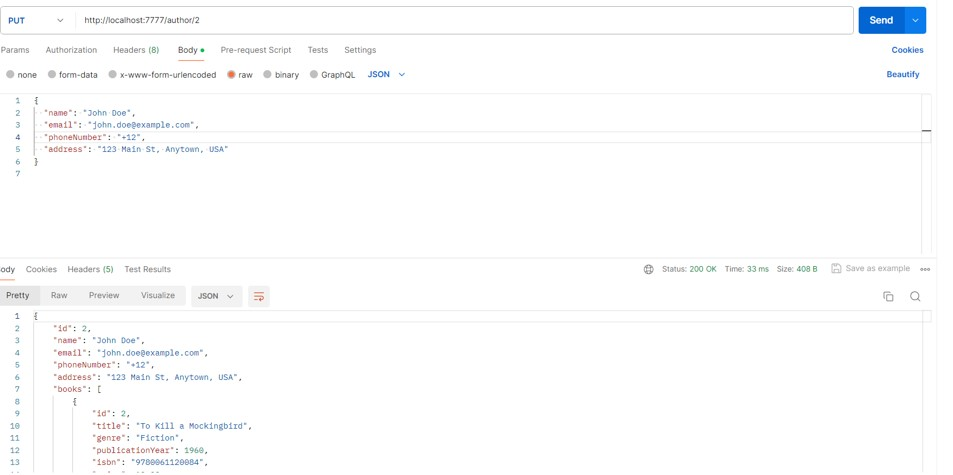 PUT http://localhost:7777/author/2 Send
Params Authorization Headers (8) Body Pre-request Script Tests Settings Cookies
none form-data x-www-form-urlencoded raw binary GraphQL JSON Beautify
1 {
2 "name": "John Doe",
3 "email": "john.doe@example.com",
4 "phoneNumber": "+12",
5 "address": "123 Main St, Anytown, USA"
6 }
7
ody Cookies Headers (5) Test Results Status: 200 OK Time: 33 ms Size: 408 B Save as example
Pretty Raw Preview Visualize JSON
1 {
2 "id": 2,
3 "name": "John Doe",
4 "email": "john.doe@example.com",
5 "phoneNumber": "+12",
6 "address": "123 Main St, Anytown, USA",
7 "books": [
8 {
9 "id": 2,
10 "title": "To Kill a Mockingbird",
11 "genre": "Fiction",
12 "publicationYear": 1960,
13 "isbn": "9780061120084",